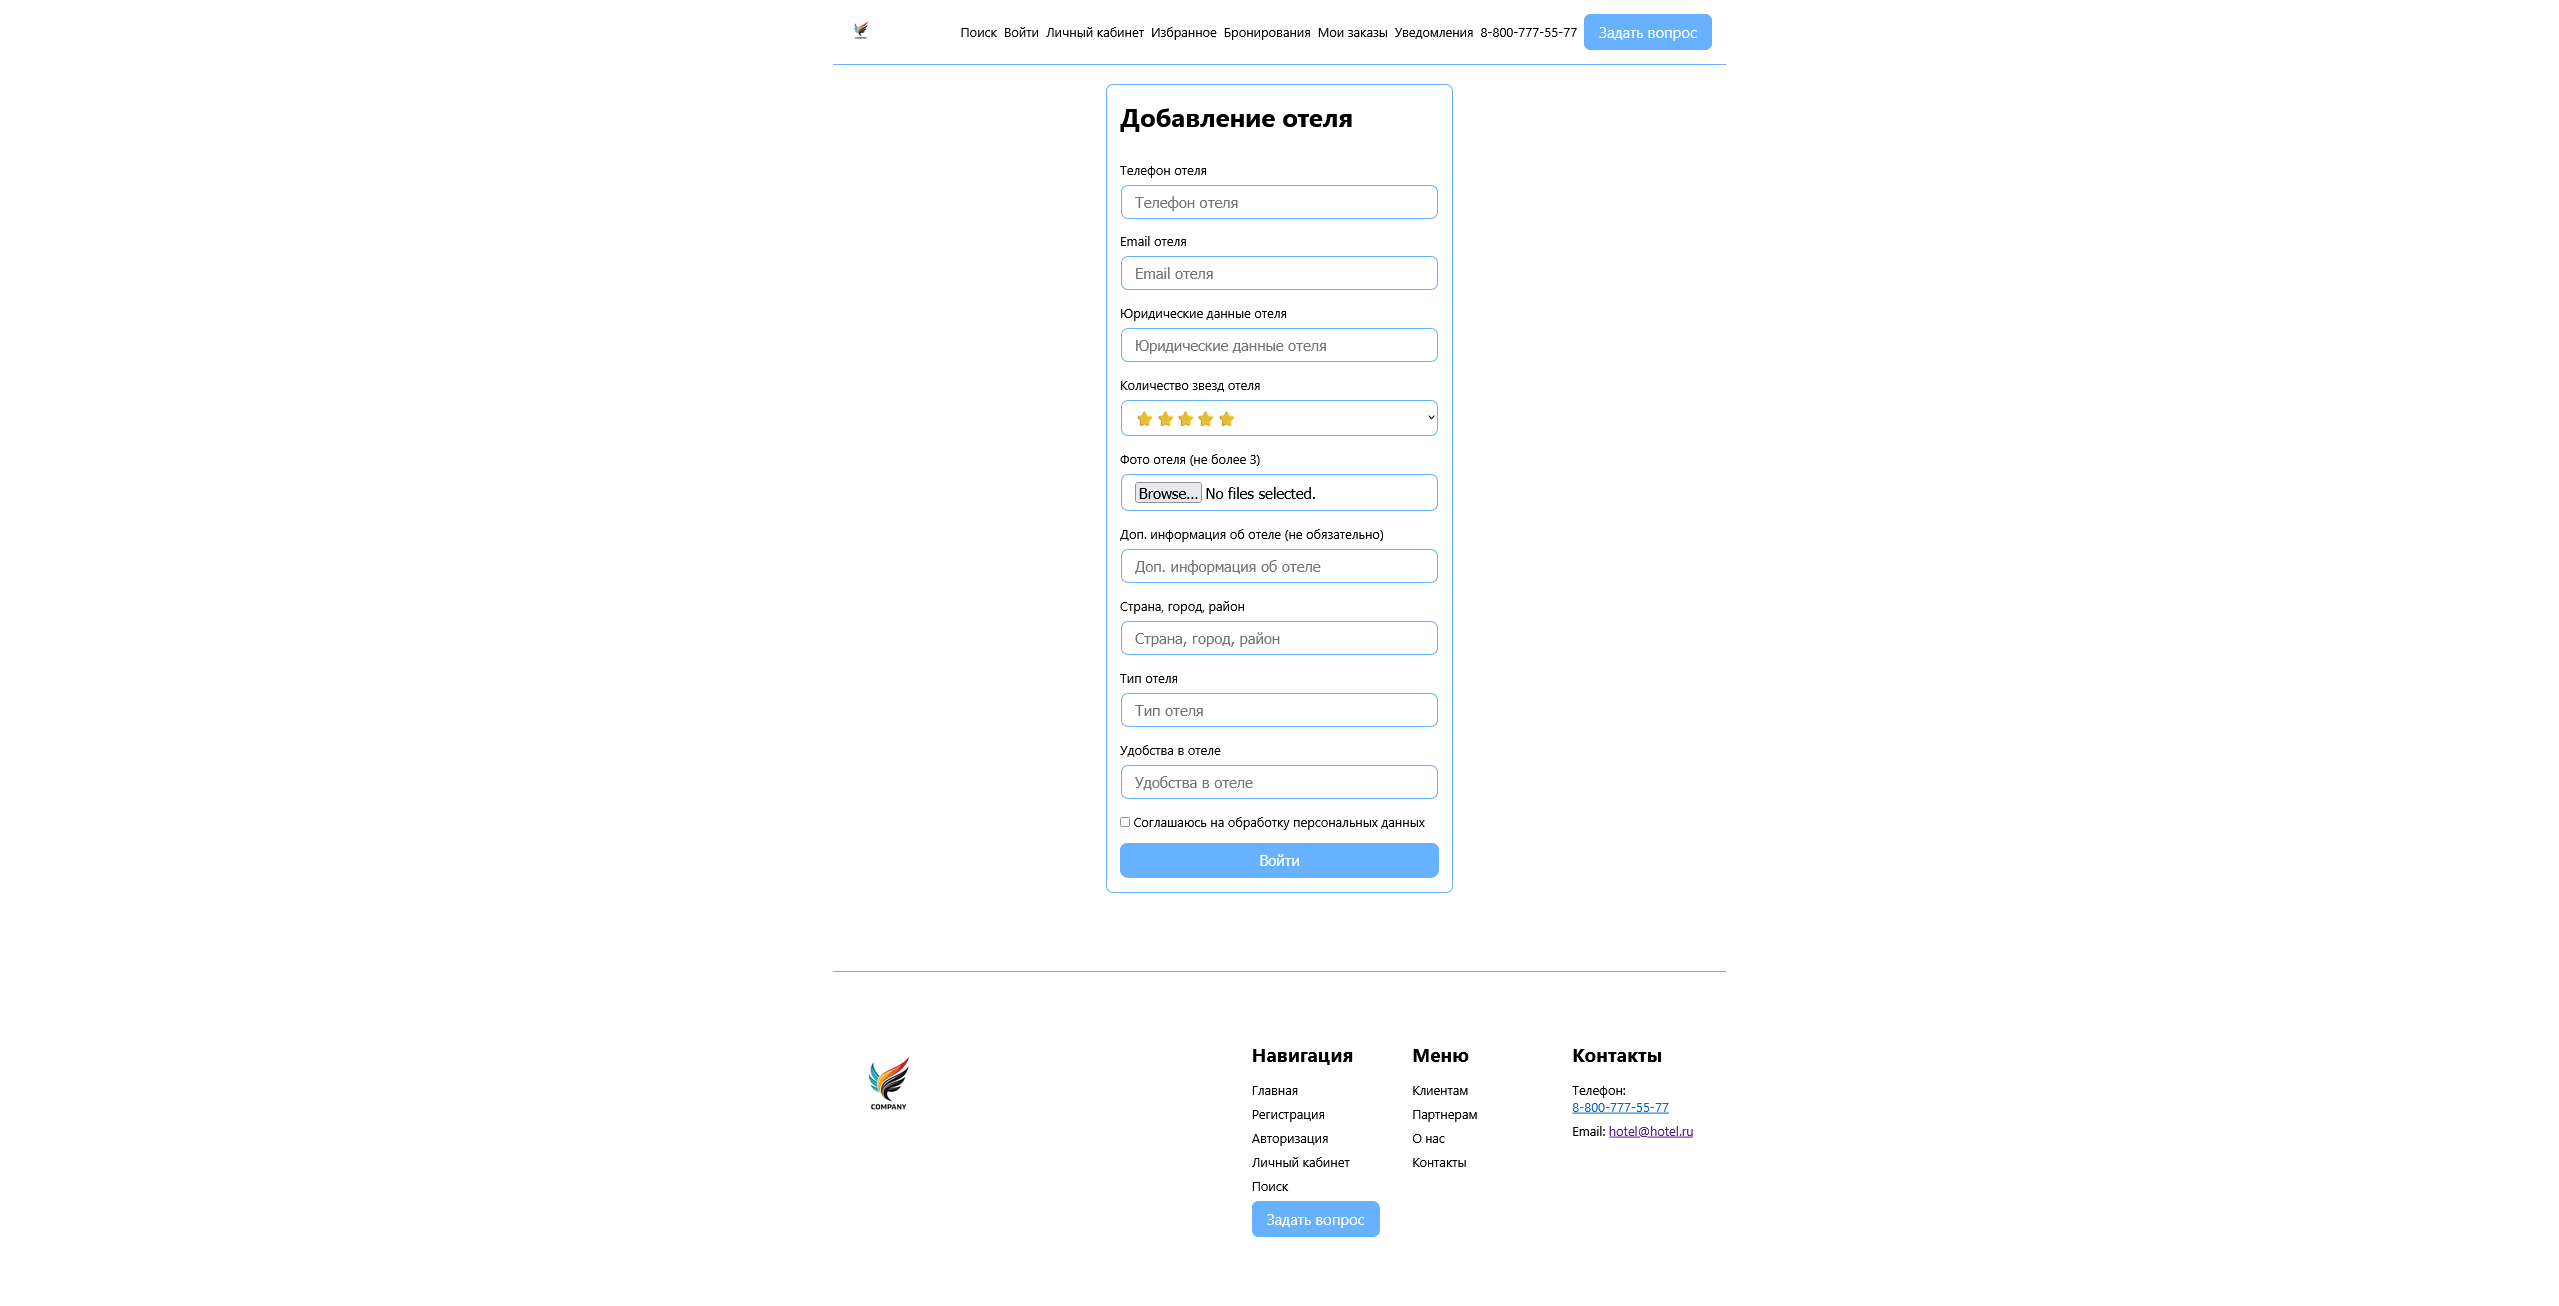 Поиск Войти Личный кабинет Избранное Бронирования Мои заказы Уведомления 8-800-777-55-77 Задать вопрос
Добавление отеля
Телефон отеля
Телефон отеля
Email отеля
Email отеля
Юридические данные отеля
Юридические данные отеля
Количество звезд отеля
Фото отеля (не более 3)
Browse... No files selected.
Доп. информация об отеле (не обязательно)
Доп. информация об отеле
Страна, город, район
Страна, город, район
Тип отеля
Тип отеля
Удобства в отеле
Удобства в отеле
Соглашаюсь на обработку персональных данных
Войти
COMPANY
Навигация
Главная
Регистрация
Авторизация
Личный кабинет
Поиск
Задать вопрос
Меню
Клиентам
Партнерам
О нас
Контакты
Контакты
Телефон:
8-800-777-55-77
Email: hotel@hotel.ru